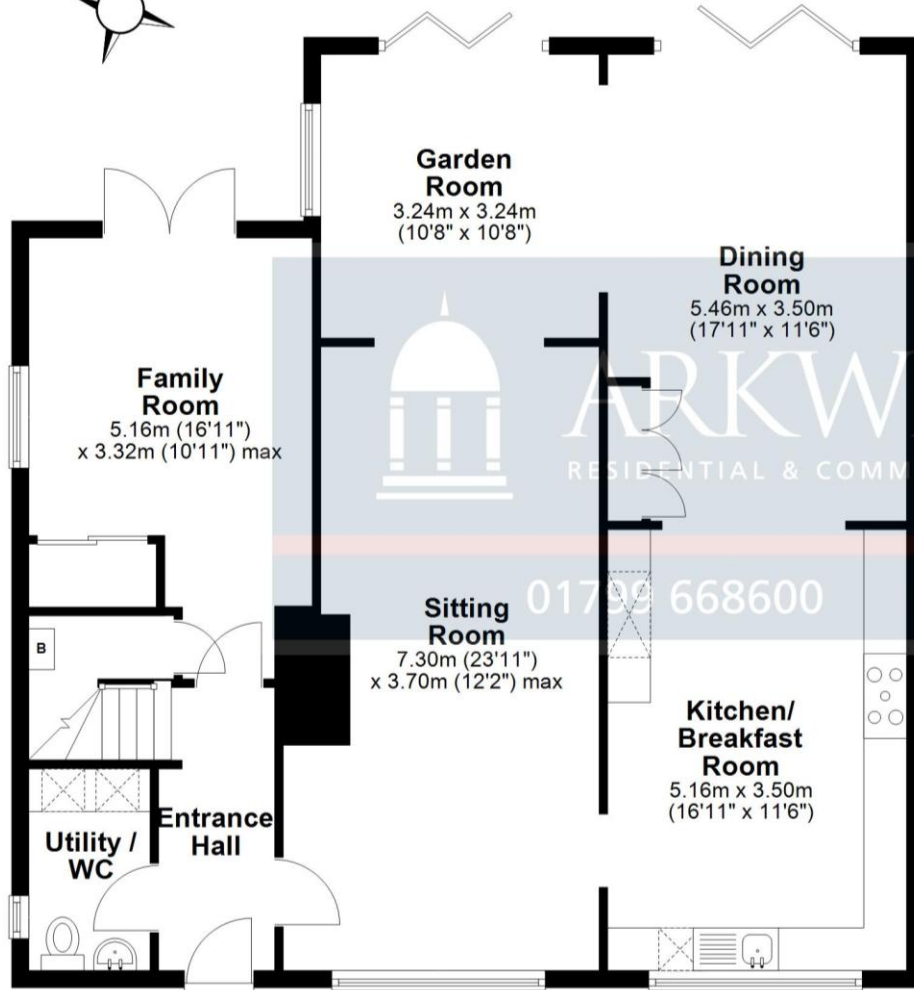 Garden
Room
3.24m x 3.24m
(10'8" x 10'8")
Dining
Room
5.46m x 3.50m
(17'11" x 11'6")
Family
Room
5.16m (16'11")
x 3.32m (10'11") max
ARKW
RESIDENTIAL & COMM
01799 668600
Sitting
Room
7.30m (23'11")
x 3.70m (12'2") max
B
Kitchen/
Breakfast
Room
5.16m x 3.50m
(16'11" x 11'6")
Entrance
Hall
Utility /
WC